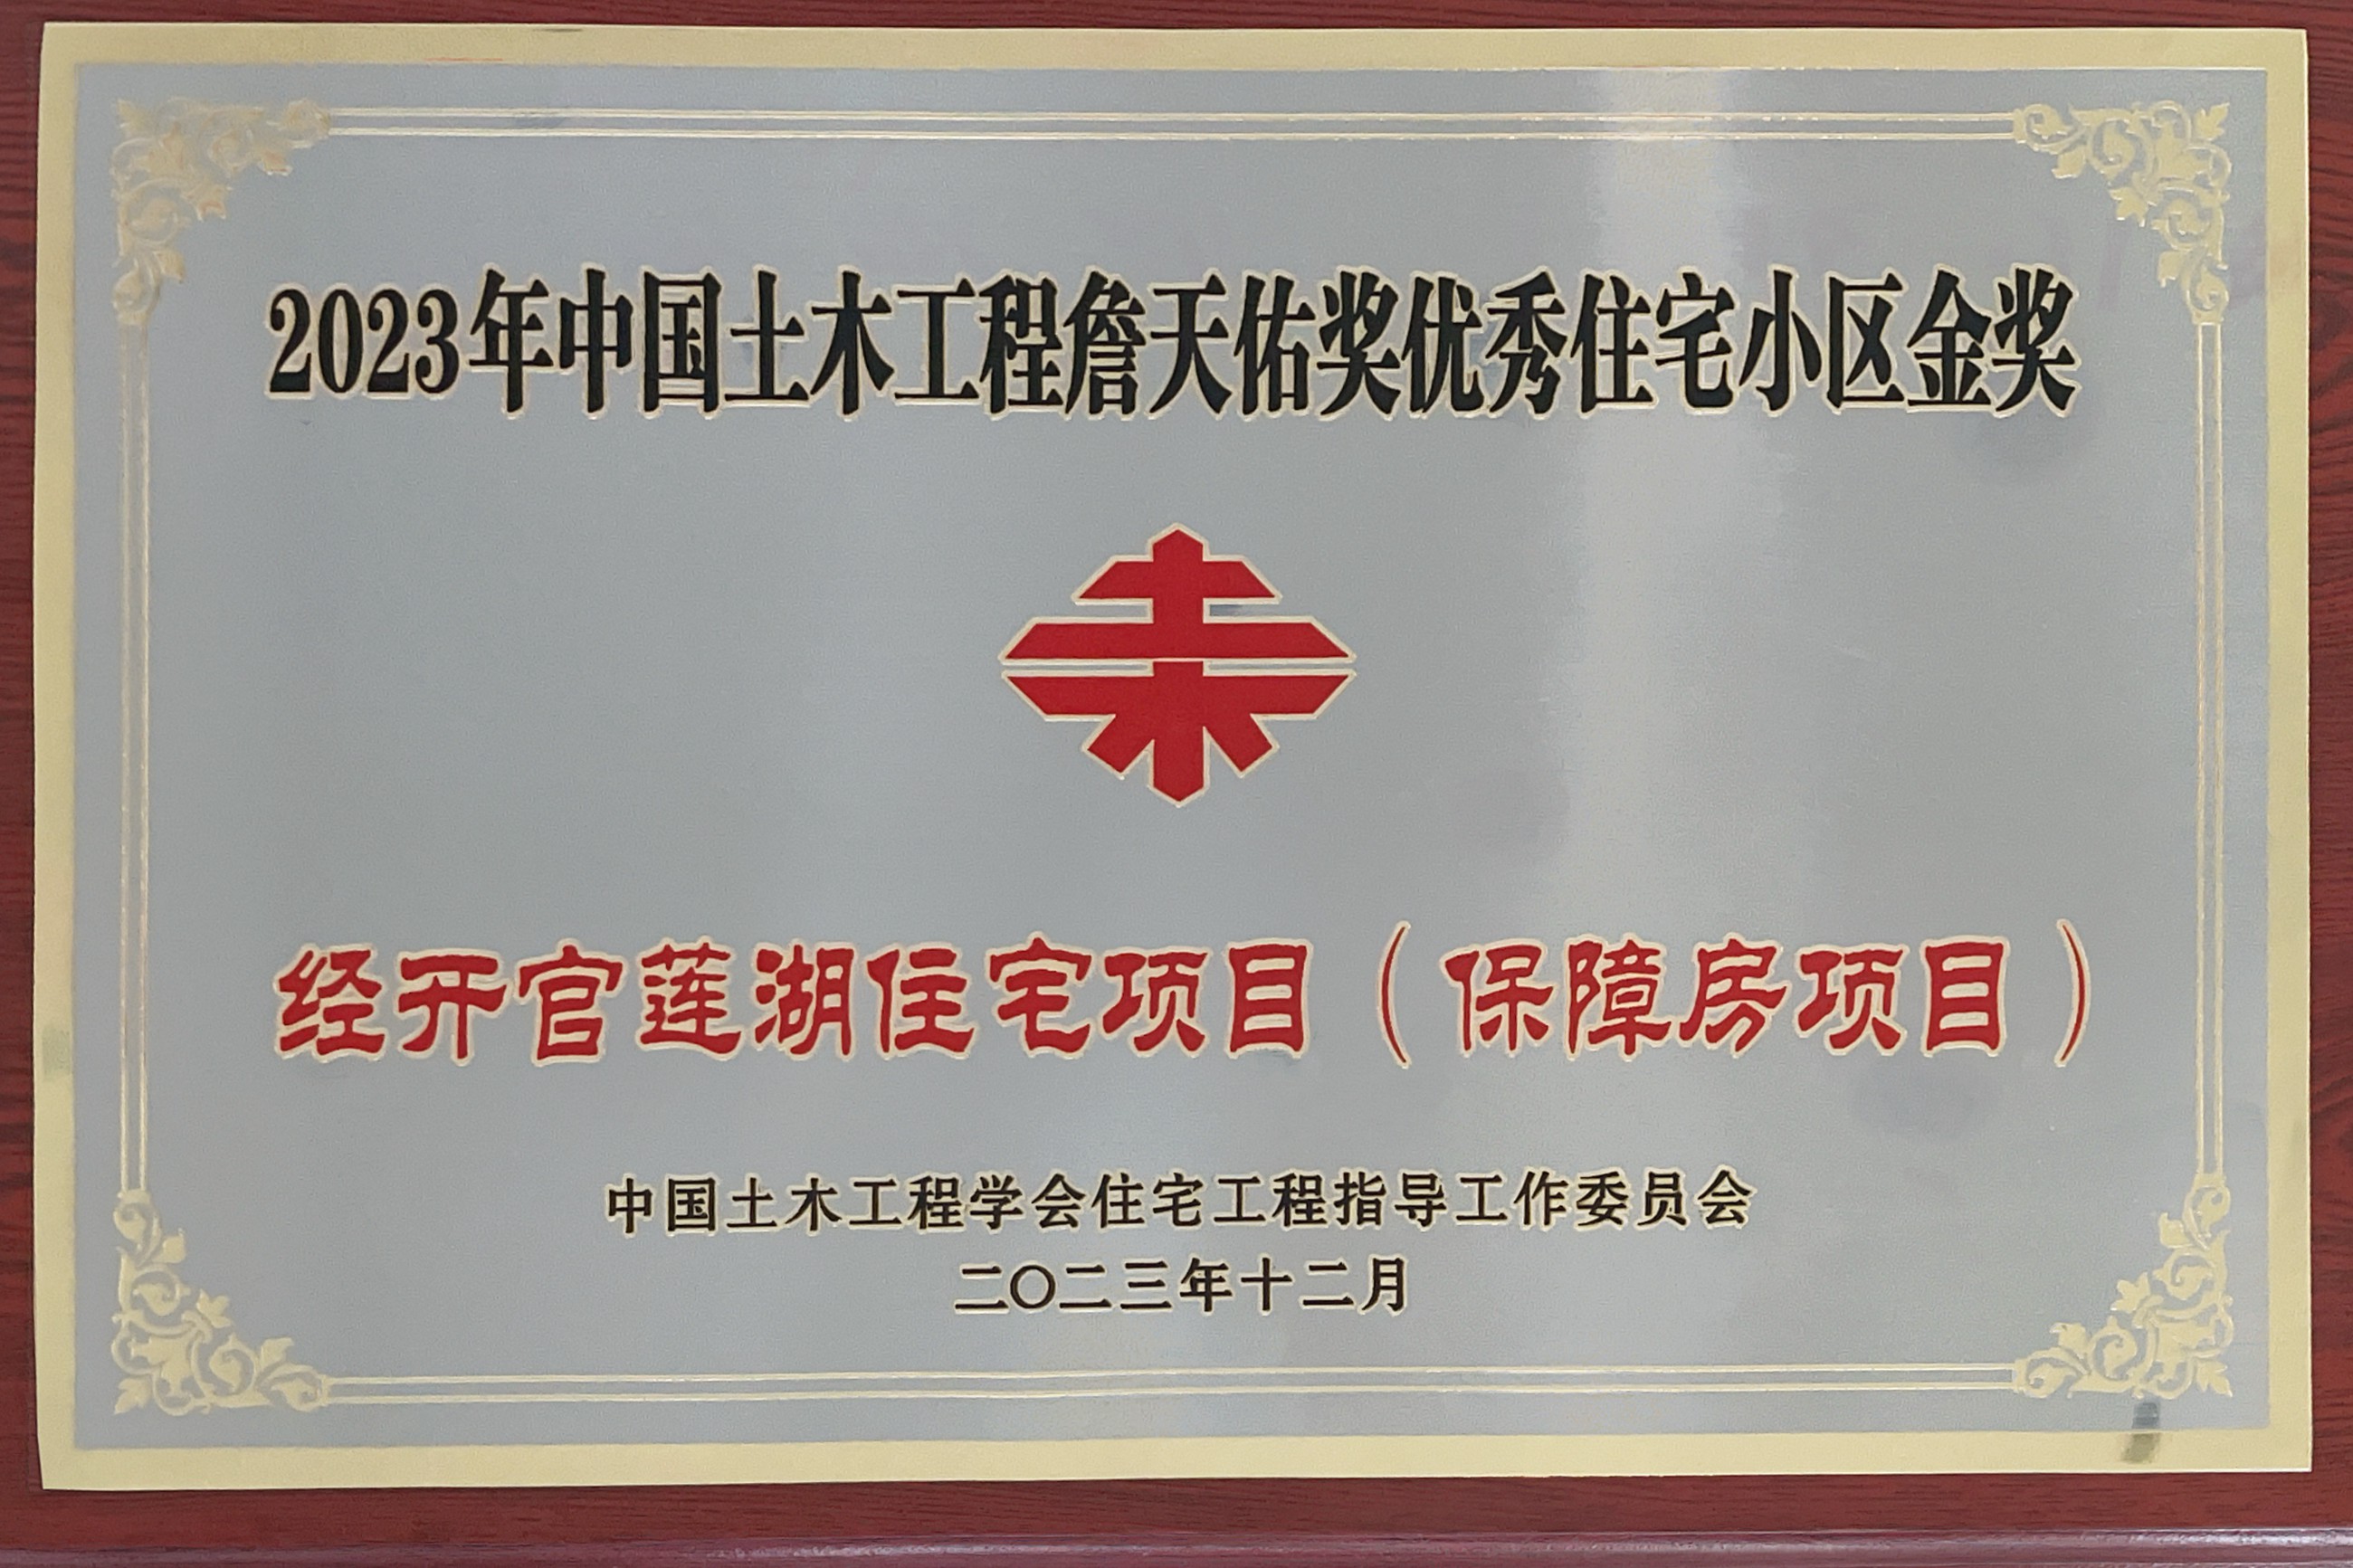 2023年中国土木工程詹天佑奖优秀住宅小区金奖
经开官莲湖住宅项目（保障房项目）
中国土木工程学会住宅工程指导工作委员会
二〇二三年十二月